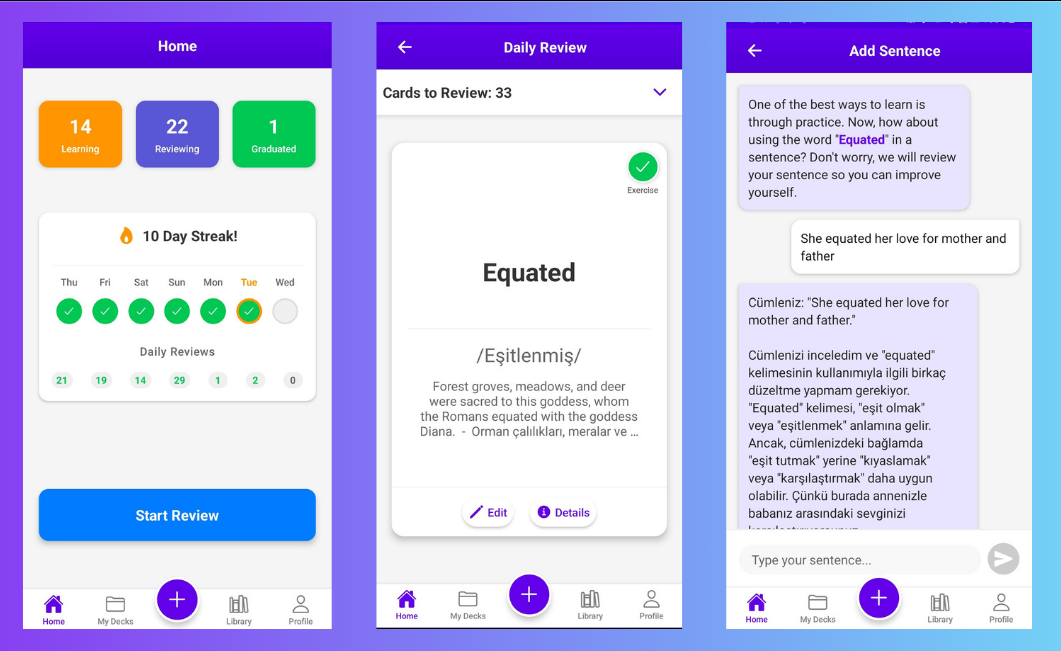 Home
14
Learning
22
Reviewing
1
Graduated
10 Day Streak!
Thu Fri Sat Sun Mon Tue Wed
Daily Reviews
21 19 14 29 1 2 0
Start Review
Home My Decks Library Profile
Daily Review
Cards to Review: 33
Exercise
Equated
/Eşitlenmiş/
Forest groves, meadows, and deer
were sacred to this goddess, whom
the Romans equated with the goddess
Diana. - Orman çalılıkları, meralar ve ...
Edit Details
Home My Decks Library Profile
Add Sentence
One of the best ways to learn is
through practice. Now, how about
using the word "Equated" in a
sentence? Don't worry, we will review
your sentence so you can improve
yourself.
She equated her love for mother and
father
Cümleniz: "She equated her love for
mother and father."
Cümlenizi inceledim ve "equated"
kelimesinin kullanımıyla ilgili birkaç
düzeltme yapmam gerekiyor.
"Equated" kelimesi, "eşit olmak"
veya "eşitlenmek" anlamına gelir.
Ancak, cümlenizdeki bağlamda
"eşit tutmak" yerine "kıyaslamak"
veya "karşılaştırmak" daha uygun
olabilir. Çünkü burada annenizle
babanız arasındaki sevginizi
Type your sentence...
Home My Decks Library Profile